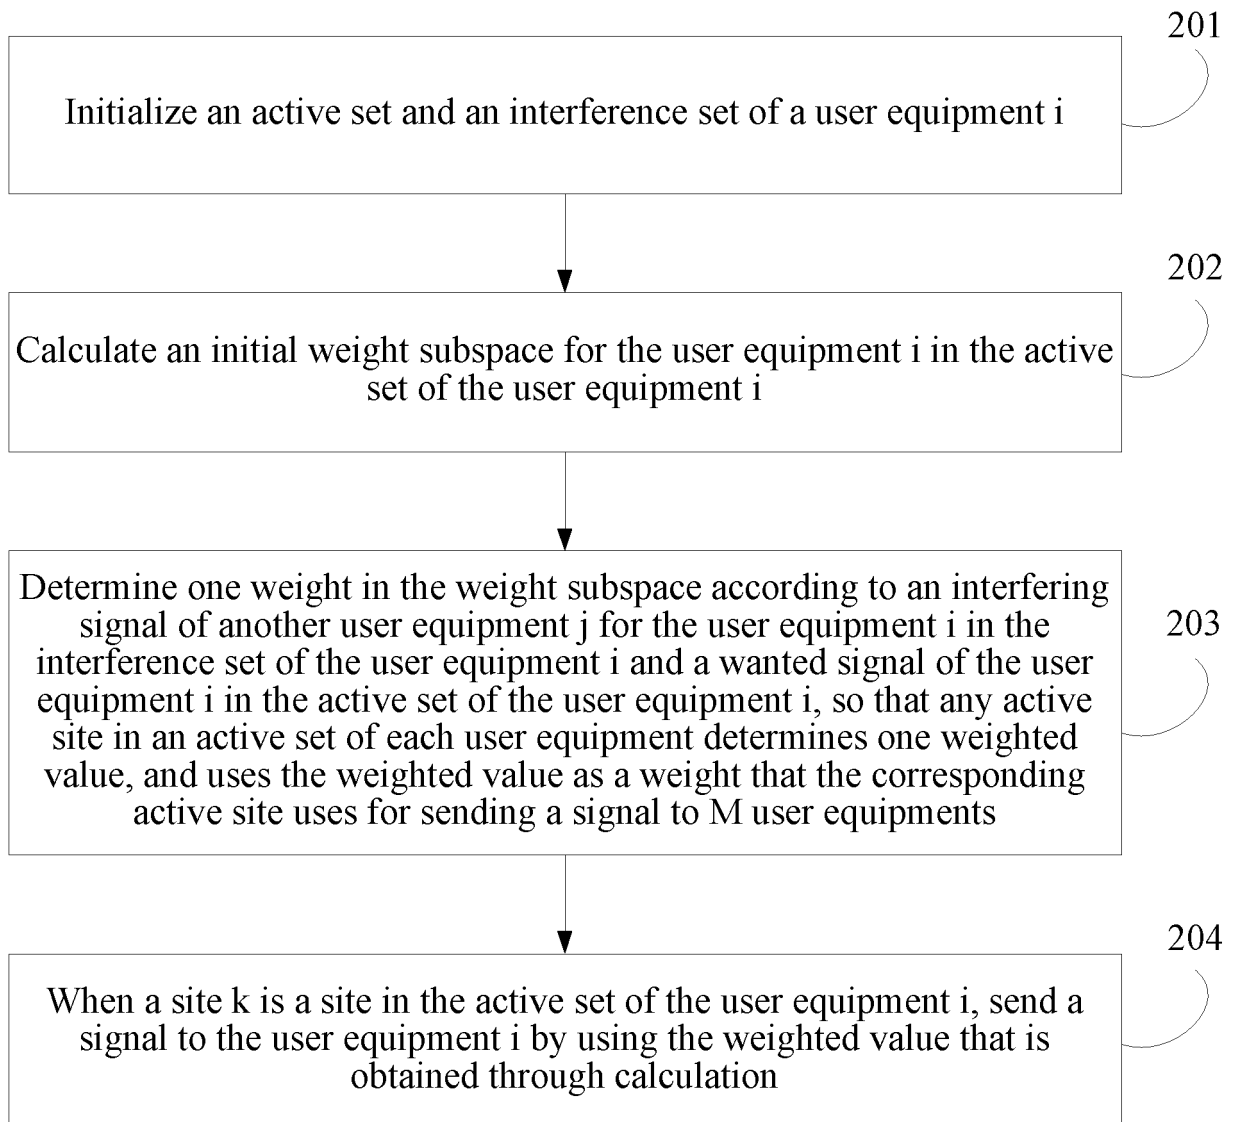 201
Initialize an active set and an interference set of a user equipment i
202
Calculate an initial weight subspace for the user equipment i in the active
set of the user equipment i
Determine one weight in the weight subspace according to an interfering
signal of another user equipment j for the user equipment i in the
interference set of the user equipment i and a wanted signal of the user
equipment i in the active set of the user equipment i, so that any active
site in an active set of each user equipment determines one weighted
value, and uses the weighted value as a weight that the corresponding
active site uses for sending a signal to M user equipments
203
204
When a site k is a site in the active set of the user equipment i, send a
signal to the user equipment i by using the weighted value that is
obtained through calculation